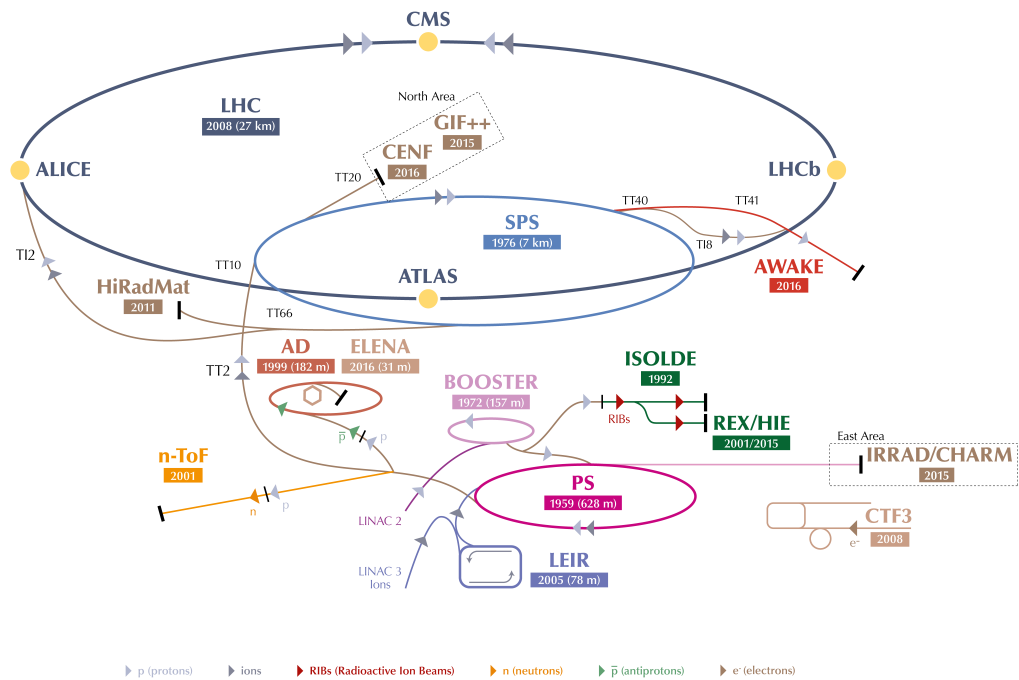 CMS
LHC
2008 (27 km)
North Area
GIF++
2015
CENF
2016
ALICE
LHCb
TT20
TT40
TT41
SPS
1976 (7 km)
TI8
TI2
TT10
AWAKE
2016
ATLAS
HiRadMat
2011
TT66
AD
1999 (182 m)
ELENA
2016 (31 m)
TT2
ISOLDE
1992
BOOSTER
1972 (157 m)
RIBs
REX/HIE
2001/2015
p̅
p
East Area
IRRAD/CHARM
2015
n-ToF
2001
PS
1959 (628 m)
n
p
LINAC 2
CTF3
2008
e-
LINAC 3
Ions
LEIR
2005 (78 m)
p (protons)
ions
RIBs (Radioactive Ion Beams)
n (neutrons)
p̅ (antiprotons)
e- (electrons)